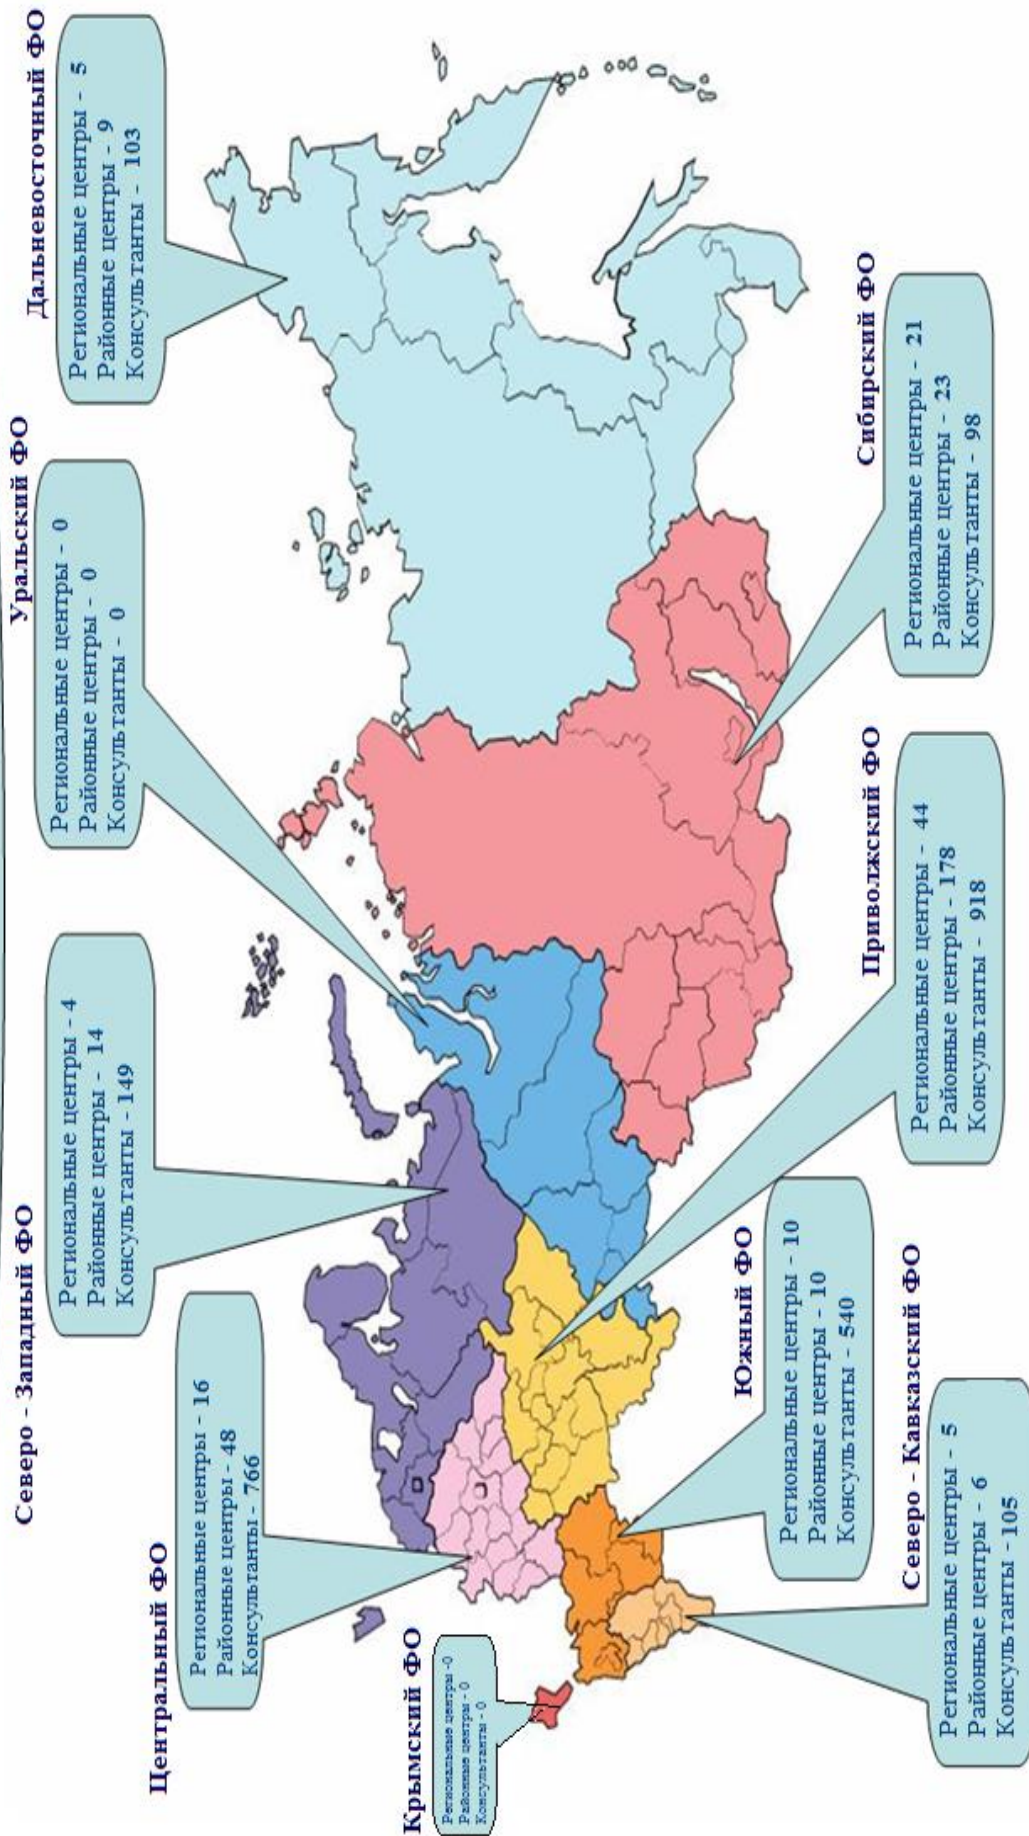 Северо - Западный ФО
Региональные центры - 4
Районные центры - 14
Консультанты - 149
Уральский ФО
Региональные центры - 0
Районные центры - 0
Консультанты - 0
Дальневосточный ФО
Региональные центры - 5
Районные центры - 9
Консультанты - 103
Центральный ФО
Региональные центры - 16
Районные центры - 48
Консультанты - 766
Крымский ФО
Региональные центры -0
Районные центры - 0
Консультанты - 0
Южный ФО
Региональные центры - 10
Районные центры - 10
Консультанты - 540
Приволжский ФО
Региональные центры - 44
Районные центры - 178
Консультанты - 918
Сибирский ФО
Региональные центры - 21
Районные центры - 23
Консультанты - 98
Северо - Кавказский ФО
Региональные центры - 5
Районные центры - 6
Консультанты - 105